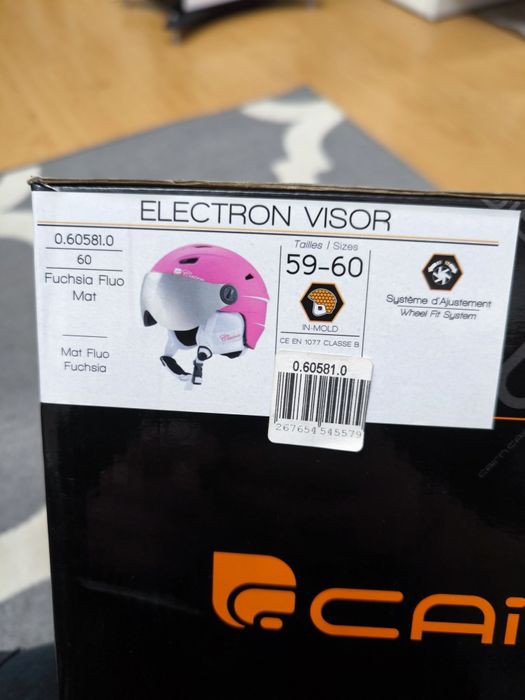 ELECTRON VISOR
0.60581.0
60
Fuchsia Fluo
Mat
Mat Fluo
Fuchsia
Tailles / Sizes
59-60
IN-MOLD
CE EN 1077 CLASSE B
Système d'Ajustement
Wheel Fit System
0.60581.0
267654 545579
CAi